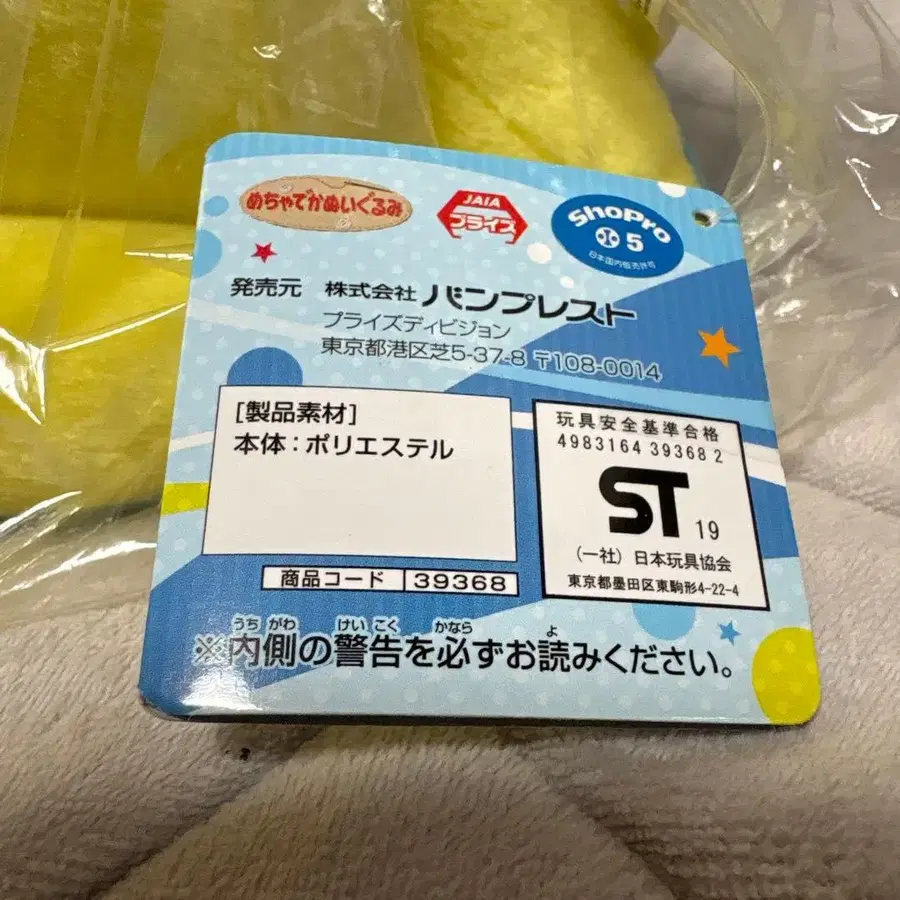 めちゃでかぬいぐるみ
JAIA
プライズ
ShoPro
5
日本国内販売許可
発売元 株式会社 バンプレスト
プライズディビジョン
東京都港区芝5-37-8 〒108-0014
[製品素材]
本体:ポリエステル
玩具安全基準合格
4983164 39368 2
ST 19
(一社)日本玩具協会
東京都墨田区東駒形4-22-4
商品コード 39368
うち がわ けい こく かなら よ
※内側の警告を必ずお読みください。